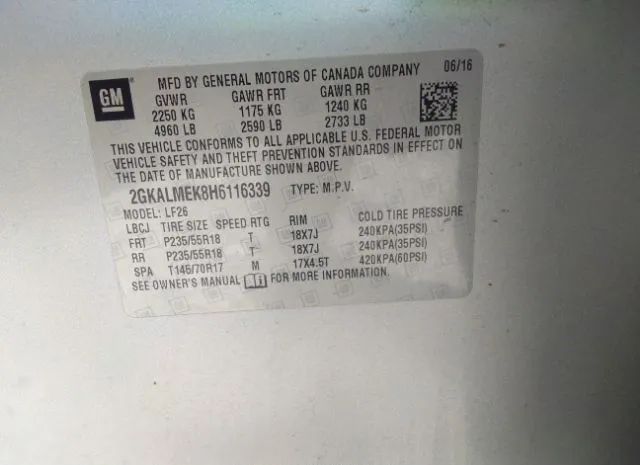 GM
MFD BY GENERAL MOTORS OF CANADA COMPANY 06/16
GVWR GAWR FRT GAWR RR
2250 KG 1175 KG 1240 KG
4960 LB 2590 LB 2733 LB
THIS VEHICLE CONFORMS TO ALL APPLICABLE U.S. FEDERAL MOTOR
VEHICLE SAFETY AND THEFT PREVENTION STANDARDS IN EFFECT ON
THE DATE OF MANUFACTURE SHOWN ABOVE.
2GKALMEK8H6116339 TYPE: M.P.V.
MODEL: LF26
LBCJ TIRE SIZE SPEED RTG RIM COLD TIRE PRESSURE
FRT P235/55R18 T 18X7J 240KPA(35PSI)
RR P235/55R18 T 18X7J 240KPA(35PSI)
SPA T145/70R17 M 17X4.5T 420KPA(60PSI)
SEE OWNER'S MANUAL FOR MORE INFORMATION.